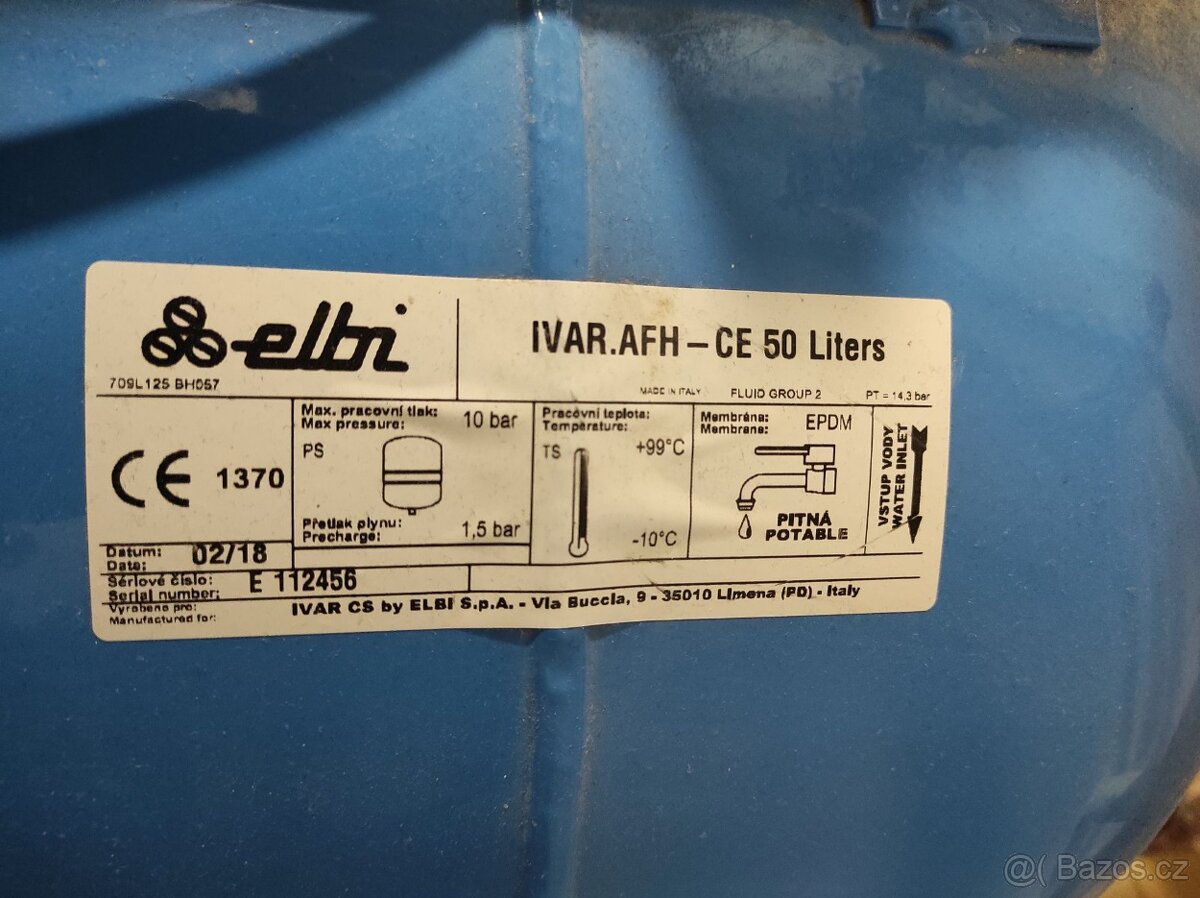 elbi
709L125 BH057
IVAR.AFH – CE 50 Liters
MADE IN ITALY FLUID GROUP 2 PT = 14,3 bar
CE 1370
Max. pracovní tlak:
Max pressure:
10 bar
PS
Přetlak plynu:
Precharge:
1,5 bar
Pracovní teplota:
Temperature:
TS
+99°C
-10°C
Membrána:
Membrane:
EPDM
PITNÁ
POTABLE
VSTUP VODY
WATER INLET
Datum:
Date:
02/18
Sériové číslo:
Serial number:
E 112456
Vyrobeno pro:
Manufactured for:
IVAR CS by ELBI S.p.A. - Via Buccia, 9 - 35010 Limena (PD) - Italy
@( Bazos.cz